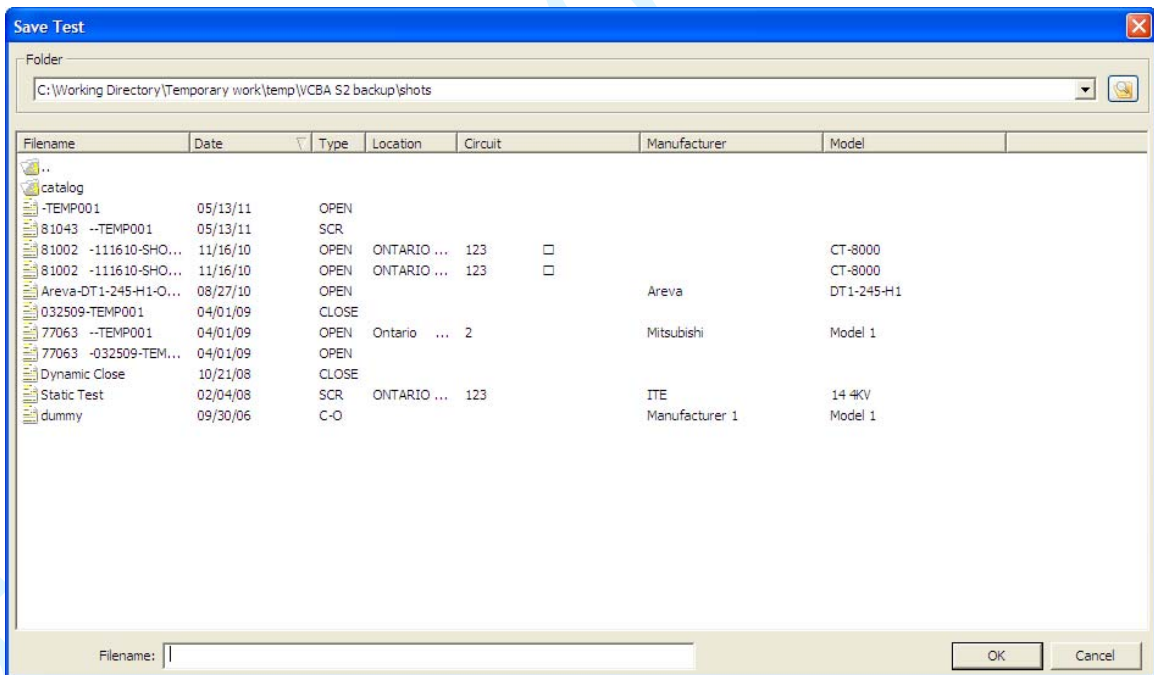 Save Test
Folder
C:\Working Directory\Temporary work\temp\VCBA S2 backup\shots
Filename Date Type Location Circuit Manufacturer Model
..
catalog
-TEMP001 05/13/11 OPEN
81043 --TEMP001 05/13/11 SCR
81002 -111610-SHO... 11/16/10 OPEN ONTARIO ... 123 □ CT-8000
81002 -111610-SHO... 11/16/10 OPEN ONTARIO ... 123 □ CT-8000
Areva-DT1-245-H1-O... 08/27/10 OPEN Areva DT1-245-H1
032509-TEMP001 04/01/09 CLOSE
77063 --TEMP001 04/01/09 OPEN Ontario ... 2 Mitsubishi Model 1
77063 -032509-TEM... 04/01/09 OPEN
Dynamic Close 10/21/08 CLOSE
Static Test 02/04/08 SCR ONTARIO ... 123 ITE 14 4KV
dummy 09/30/06 C-O Manufacturer 1 Model 1
Filename: OK Cancel